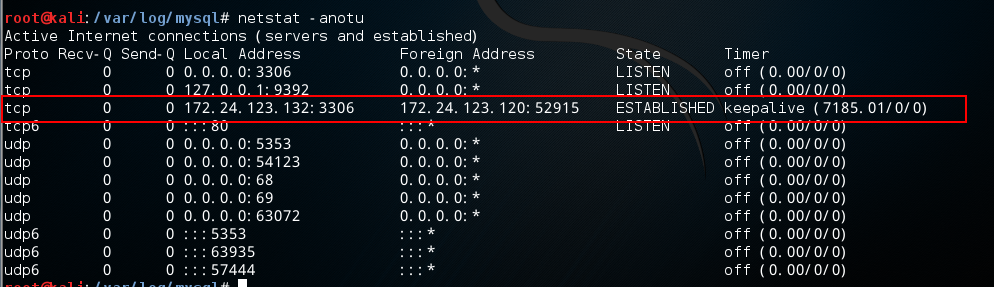 root@kali:/var/log/mysql# netstat -anotu
Active Internet connections (servers and established)
Proto Recv-Q Send-Q Local Address Foreign Address State Timer
tcp 0 0 0.0.0.0:3306 0.0.0.0:* LISTEN off (0.00/0/0)
tcp 0 0 127.0.0.1:9392 0.0.0.0:* LISTEN off (0.00/0/0)
tcp 0 0 172.24.123.132:3306 172.24.123.120:52915 ESTABLISHED keepalive (7185.01/0/0)
tcp6 0 0 :::80 :::* LISTEN off (0.00/0/0)
udp 0 0 0.0.0.0:5353 0.0.0.0:* off (0.00/0/0)
udp 0 0 0.0.0.0:54123 0.0.0.0:* off (0.00/0/0)
udp 0 0 0.0.0.0:68 0.0.0.0:* off (0.00/0/0)
udp 0 0 0.0.0.0:69 0.0.0.0:* off (0.00/0/0)
udp 0 0 0.0.0.0:63072 0.0.0.0:* off (0.00/0/0)
udp6 0 0 :::5353 :::* off (0.00/0/0)
udp6 0 0 :::63935 :::* off (0.00/0/0)
udp6 0 0 :::57444 :::* off (0.00/0/0)
root@kali:/var/log/mysql#